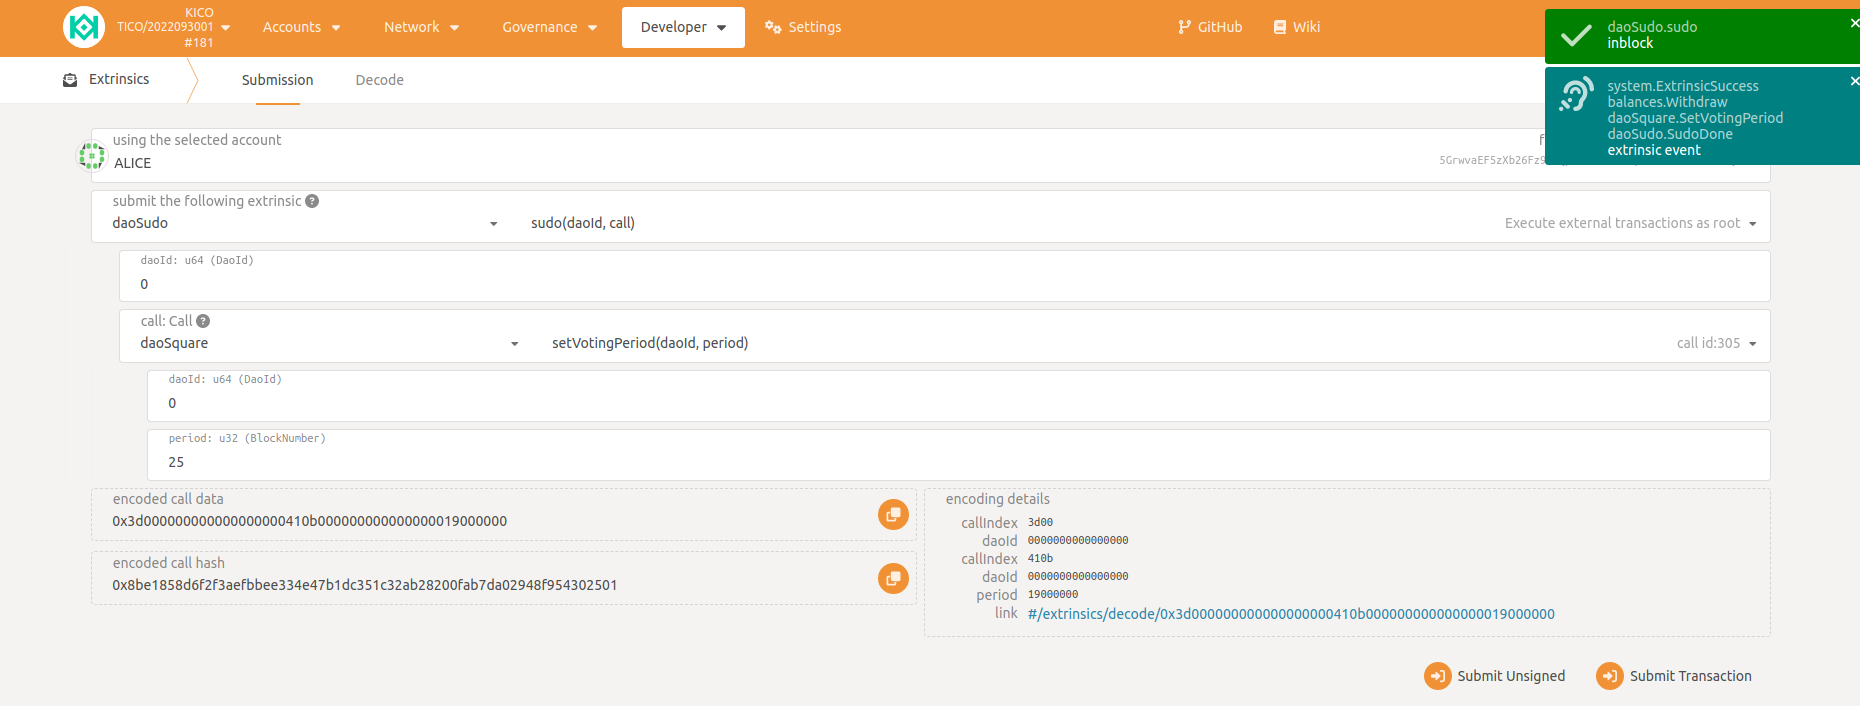 KICO
TICO/2022093001
#181
Accounts
Network
Governance
Developer
Settings
GitHub
Wiki
daoSudo.sudo
inblock
system.ExtrinsicSuccess
balances.Withdraw
daoSquare.SetVotingPeriod
daoSudo.SudoDone
extrinsic event
Extrinsics
Submission
Decode
using the selected account
ALICE
5GrwvaEF5zXb26Fz9
submit the following extrinsic
daoSudo
sudo(daoId, call)
Execute external transactions as root
daoId: u64 (DaoId)
0
call: Call
daoSquare
setVotingPeriod(daoId, period)
call id:305
daoId: u64 (DaoId)
0
period: u32 (BlockNumber)
25
encoded call data
0x3d000000000000000000410b000000000000000019000000
encoded call hash
0x8be1858d6f2f3aefbbee334e47b1dc351c32ab28200fab7da02948f954302501
encoding details
callIndex 3d00
daoId 0000000000000000
callIndex 410b
daoId 0000000000000000
period 19000000
link #/extrinsics/decode/0x3d000000000000000000410b000000000000000019000000
Submit Unsigned
Submit Transaction